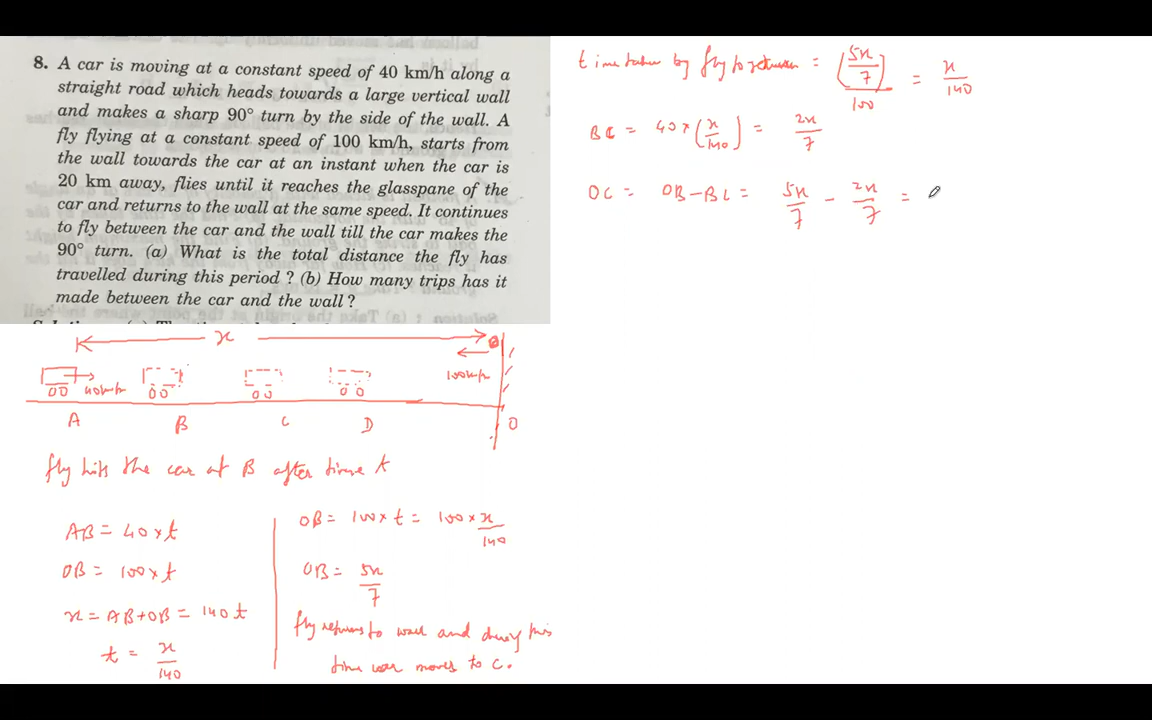 8. A car is moving at a constant speed of 40 km/h along a
straight road which heads towards a large vertical wall
and makes a sharp 90° turn by the side of the wall. A
fly flying at a constant speed of 100 km/h, starts from
the wall towards the car at an instant when the car is
20 km away, flies until it reaches the glasspane of the
car and returns to the wall at the same speed. It continues
to fly between the car and the wall till the car makes the
90° turn. (a) What is the total distance the fly has
travelled during this period ? (b) How many trips has it
made between the car and the wall ?
x
40km/h
100km/h
A B C D O
fly hits the car at B after time t
AB = 40 × t
OB = 100 × t
x = AB + OB = 140 t
t = x/140
OB = 100 × t = 100 × x/140
OB = 5x/7
fly returns to wall and during this
time car moves to C.
time taken by fly to return = (5x/7)/100 = x/140
BC = 40 × (x/140) = 2x/7
OC = OB - BC = 5x/7 - 2x/7 =